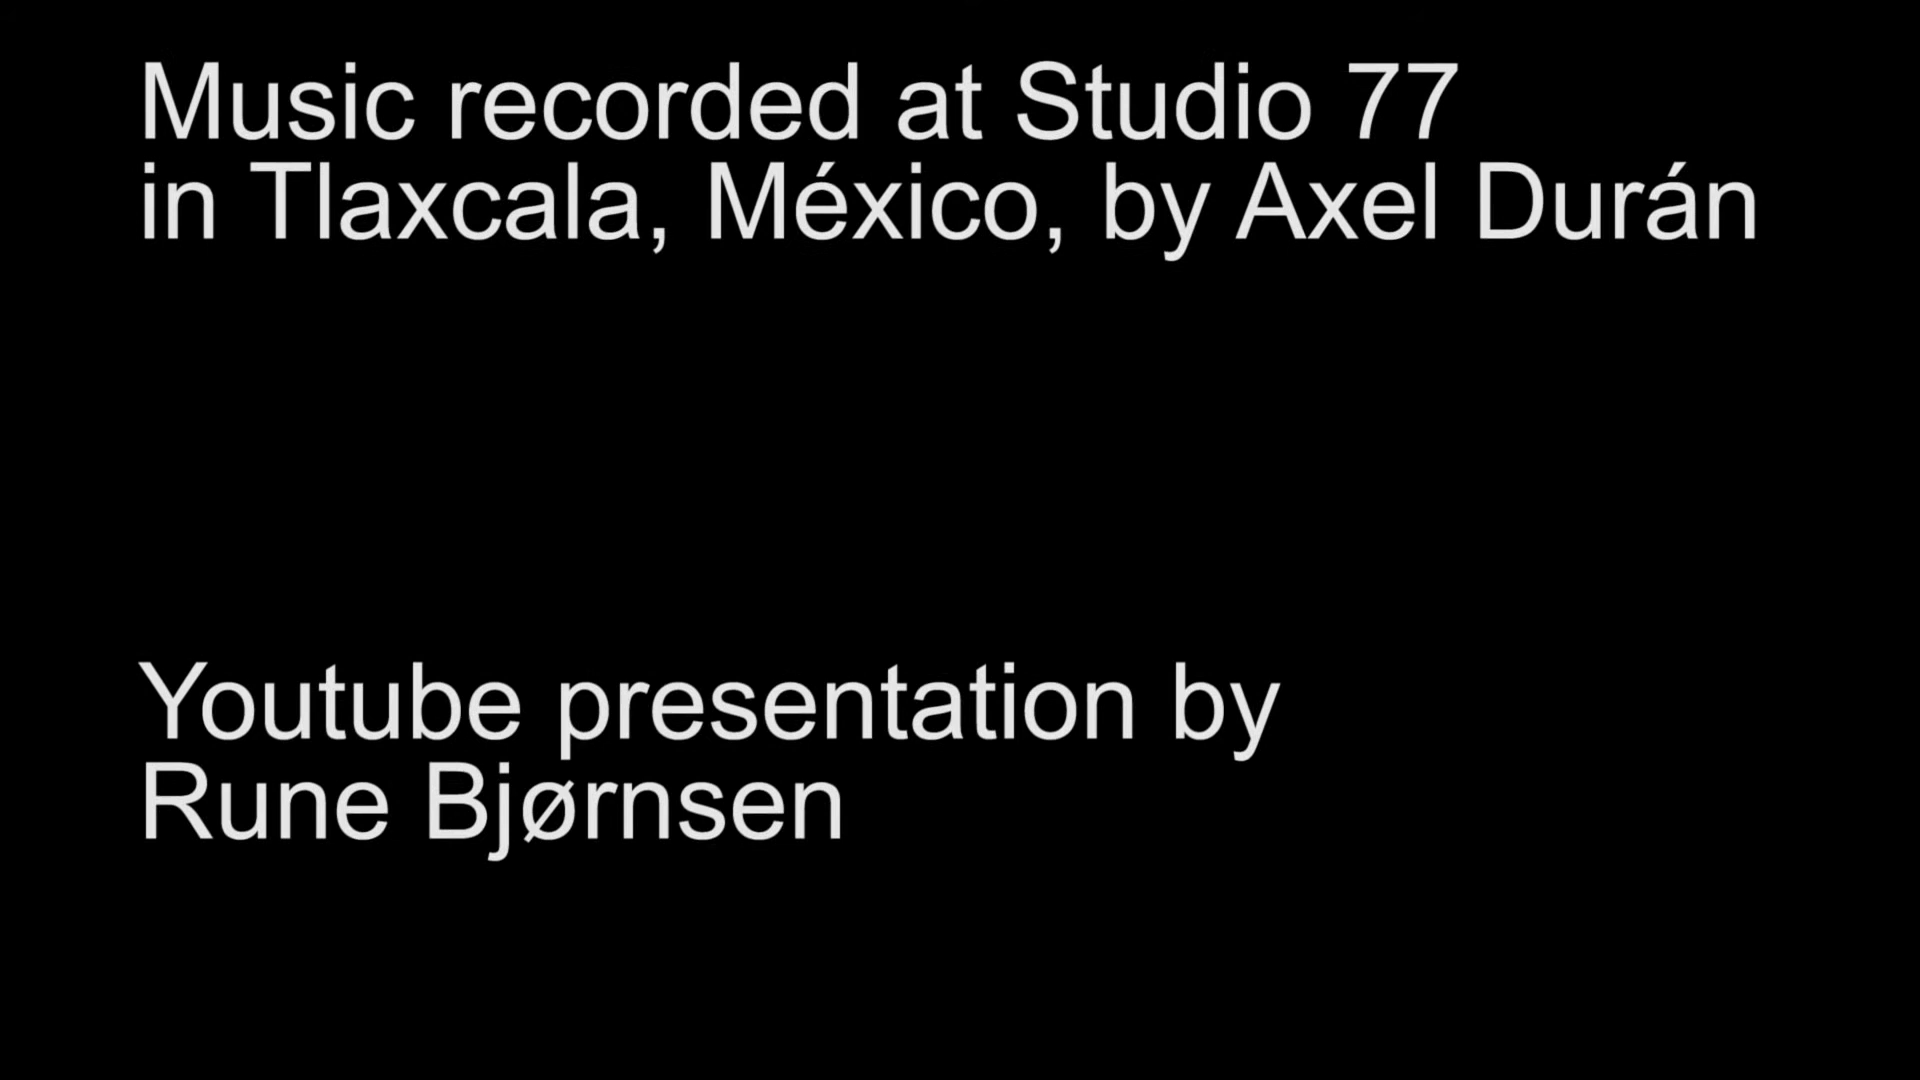 Music recorded at Studio 77
in Tlaxcala, México, by Axel Durán
Youtube presentation by
Rune Bjørnsen